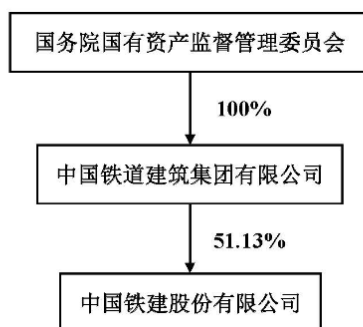 国务院国有资产监督管理委员会
100%
中国铁道建筑集团有限公司
51.13%
中国铁建股份有限公司